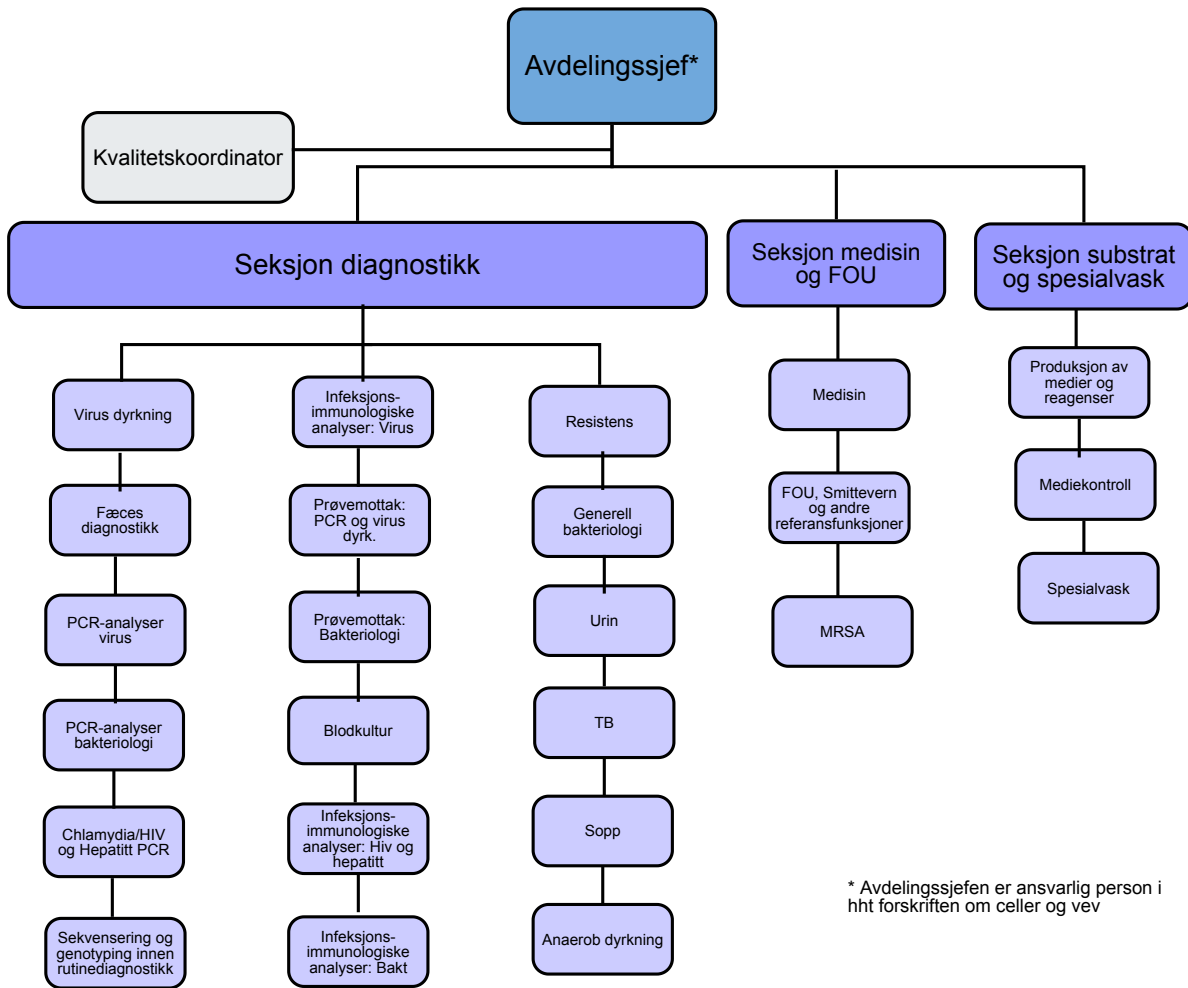 Avdelingssjef*
Kvalitetskoordinator
Seksjon diagnostikk
Seksjon medisin
og FOU
Seksjon substrat
og spesialvask
Virus dyrkning
Fæces
diagnostikk
PCR-analyser
virus
PCR-analyser
bakteriologi
Chlamydia/HIV
og Hepatitt PCR
Sekvensering og
genotyping innen
rutinediagnostikk
Infeksjons-
immunologiske
analyser: Virus
Prøvemottak:
PCR og virus
dyrk.
Prøvemottak:
Bakteriologi
Blodkultur
Infeksjons-
immunologiske
analyser: Hiv og
hepatitt
Infeksjons-
immunologiske
analyser: Bakt
Resistens
Generell
bakteriologi
Urin
TB
Sopp
Anaerob dyrkning
Medisin
FOU, Smittevern
og andre
referansfunksjoner
MRSA
Produksjon av
medier og
reagenser
Mediekontroll
Spesialvask
* Avdelingssjefen er ansvarlig person i
hht forskriften om celler og vev